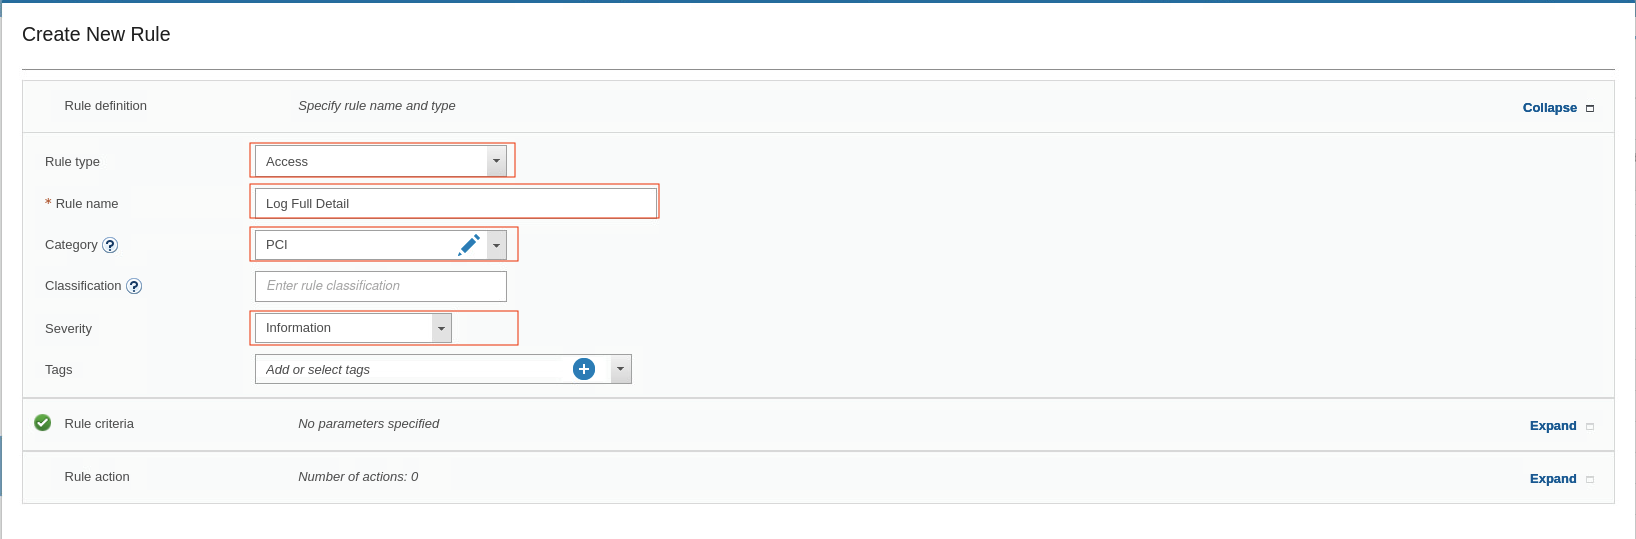 Create New Rule
Rule definition Specify rule name and type Collapse
Rule type Access
* Rule name Log Full Detail
Category ? PCI
Classification ? Enter rule classification
Severity Information
Tags Add or select tags
Rule criteria No parameters specified Expand
Rule action Number of actions: 0 Expand